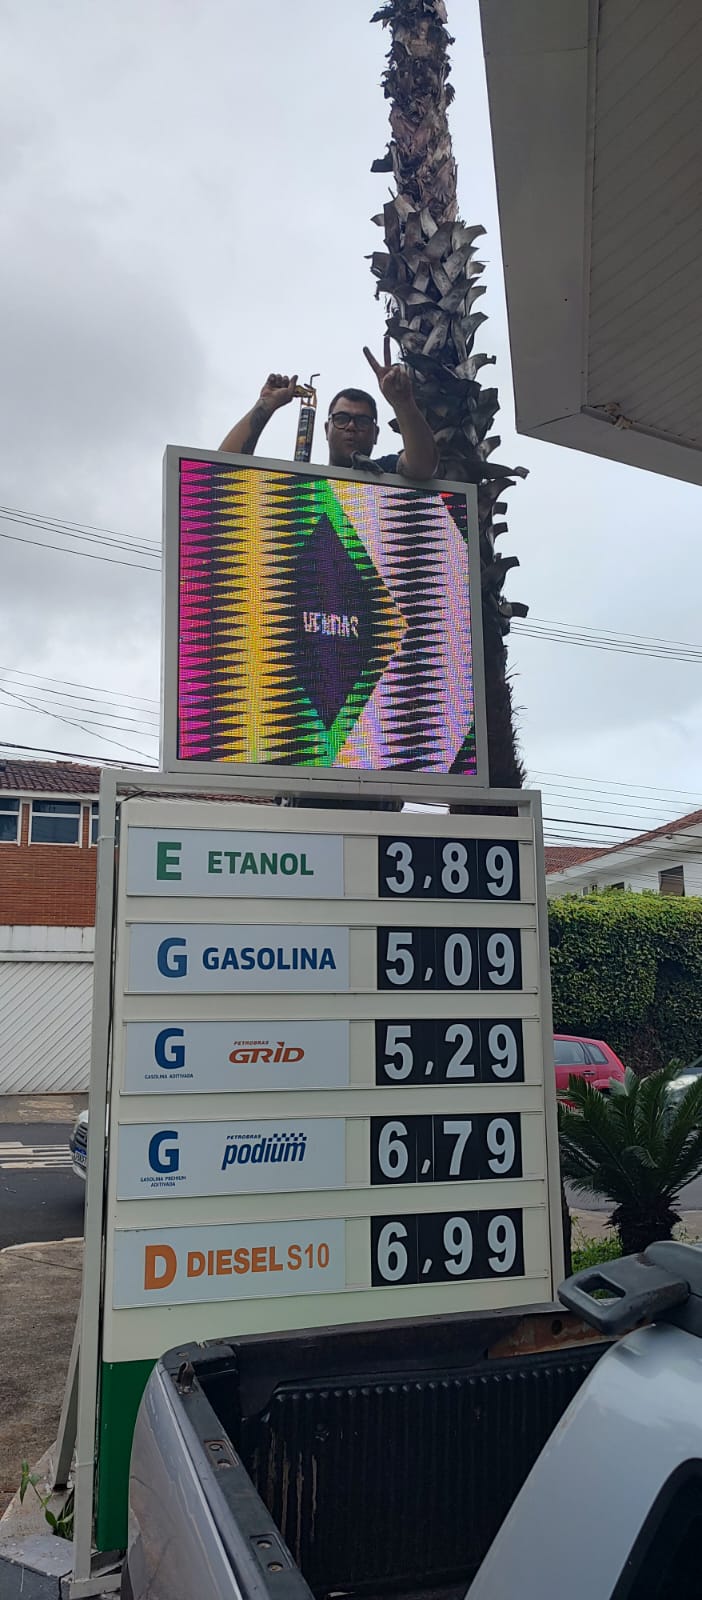 VENDAS
E ETANOL 3,89
G GASOLINA 5,09
G PETROBRAS GRID 5,29
GASOLINA ADITIVADA
G PETROBRAS podium 6,79
GASOLINA PREMIUM
ADITIVADA
D DIESEL S10 6,99